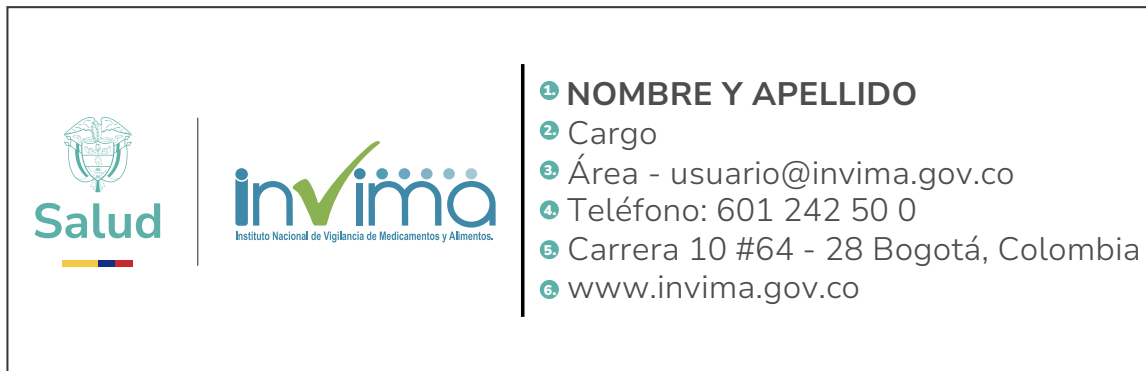 Salud
invima
Instituto Nacional de Vigilancia de Medicamentos y Alimentos.
1. NOMBRE Y APELLIDO
2. Cargo
3. Área - usuario@invima.gov.co
4. Teléfono: 601 242 50 0
5. Carrera 10 #64 - 28 Bogotá, Colombia
6. www.invima.gov.co